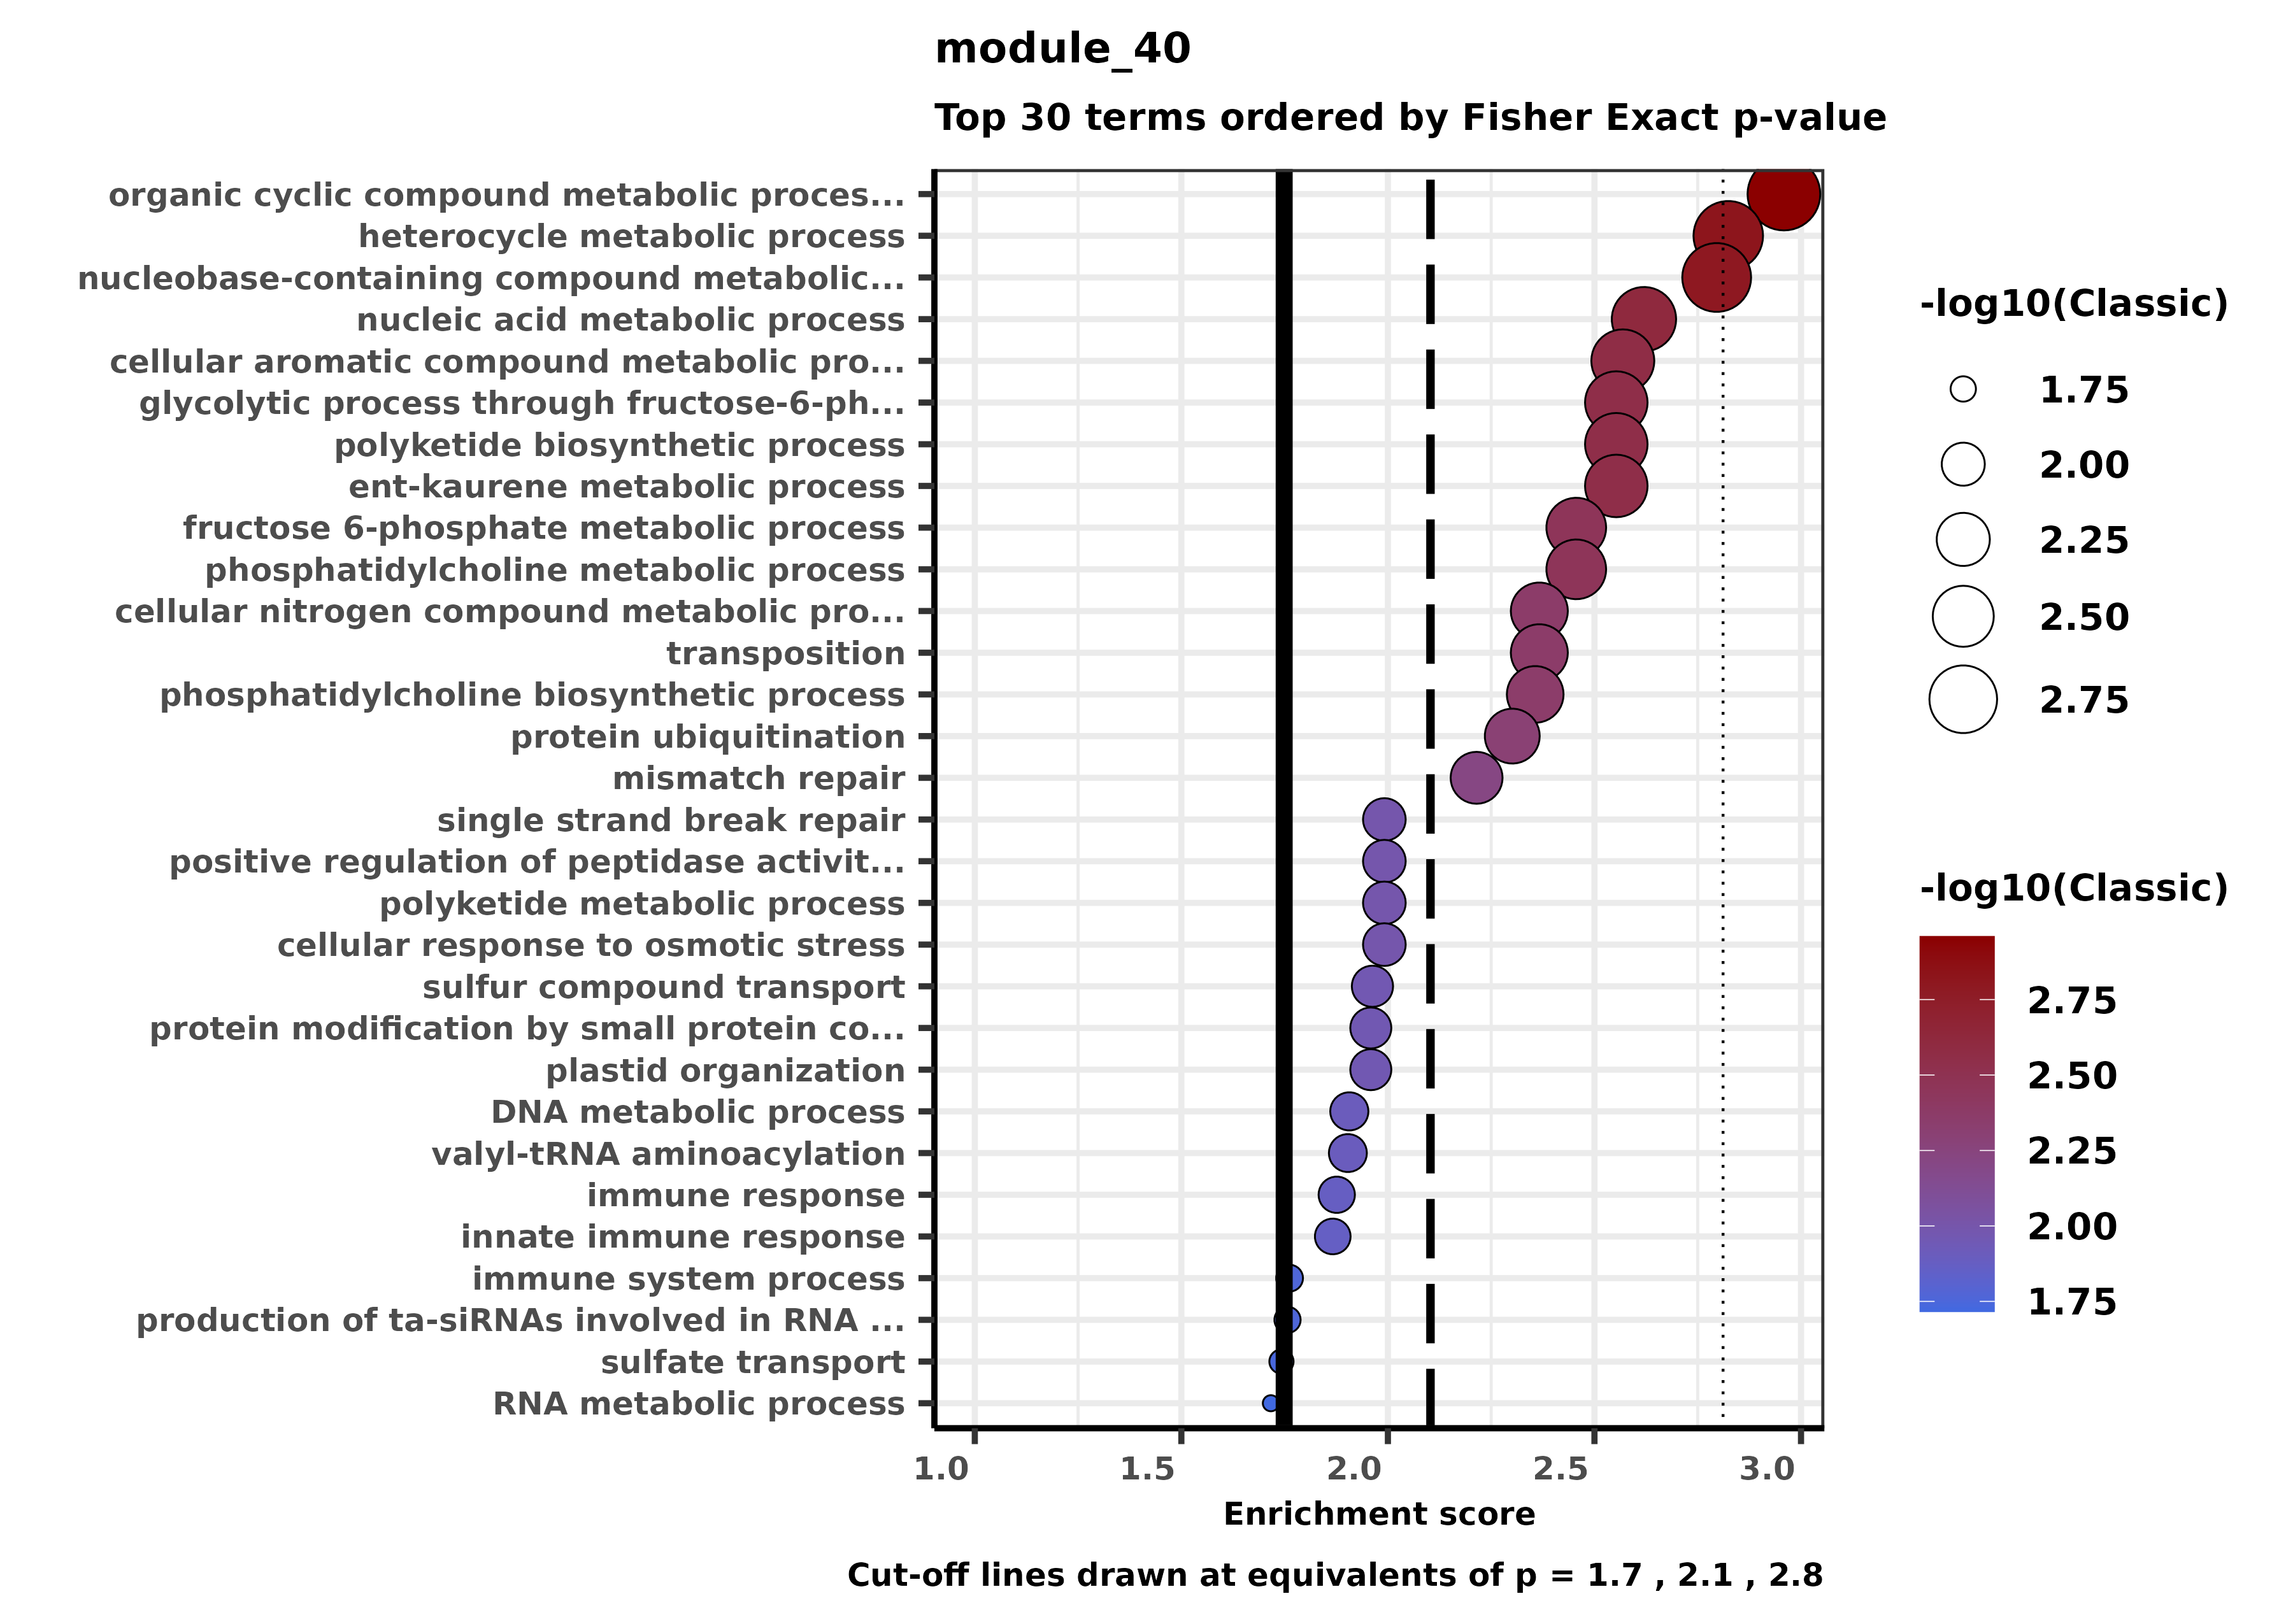 module_40
Top 30 terms ordered by Fisher Exact p-value
organic cyclic compound metabolic proces...
heterocycle metabolic process
nucleobase-containing compound metabolic...
nucleic acid metabolic process
cellular aromatic compound metabolic pro...
glycolytic process through fructose-6-ph...
polyketide biosynthetic process
ent-kaurene metabolic process
fructose 6-phosphate metabolic process
phosphatidylcholine metabolic process
cellular nitrogen compound metabolic pro...
transposition
phosphatidylcholine biosynthetic process
protein ubiquitination
mismatch repair
single strand break repair
positive regulation of peptidase activit...
polyketide metabolic process
cellular response to osmotic stress
sulfur compound transport
protein modification by small protein co...
plastid organization
DNA metabolic process
valyl-tRNA aminoacylation
immune response
innate immune response
immune system process
production of ta-siRNAs involved in RNA ...
sulfate transport
RNA metabolic process
1.0 1.5 2.0 2.5 3.0
Enrichment score
Cut-off lines drawn at equivalents of p = 1.7 , 2.1 , 2.8
-log10(Classic)
1.75
2.00
2.25
2.50
2.75
-log10(Classic)
2.75
2.50
2.25
2.00
1.75